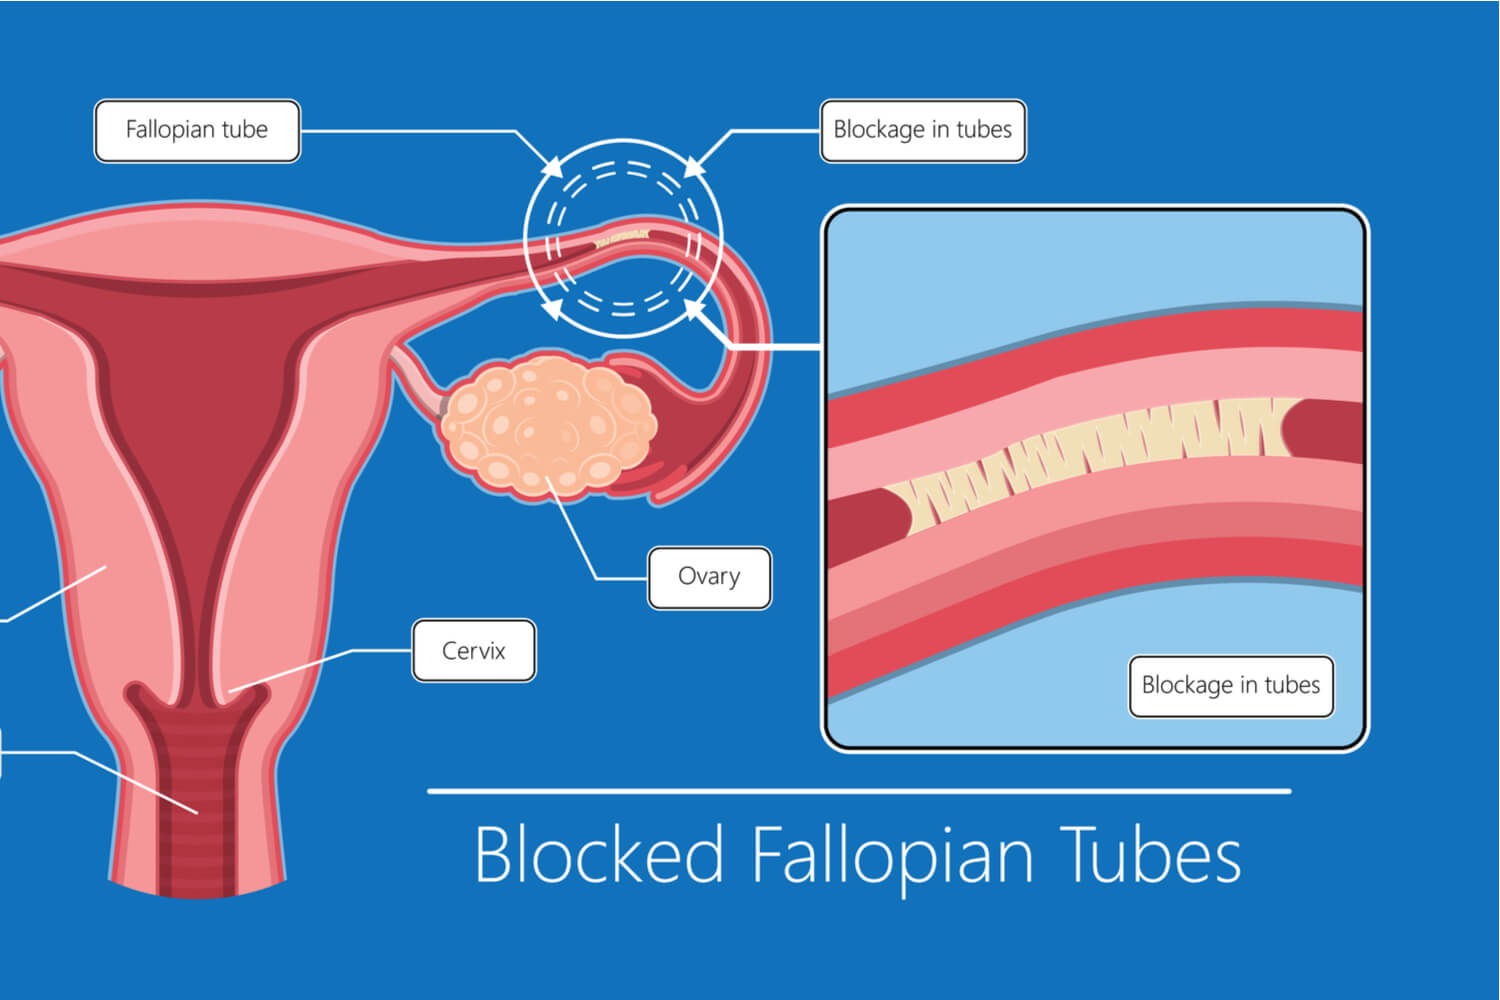 Fallopian tube
Blockage in tubes
Ovary
Cervix
Blockage in tubes
Blocked Fallopian Tubes